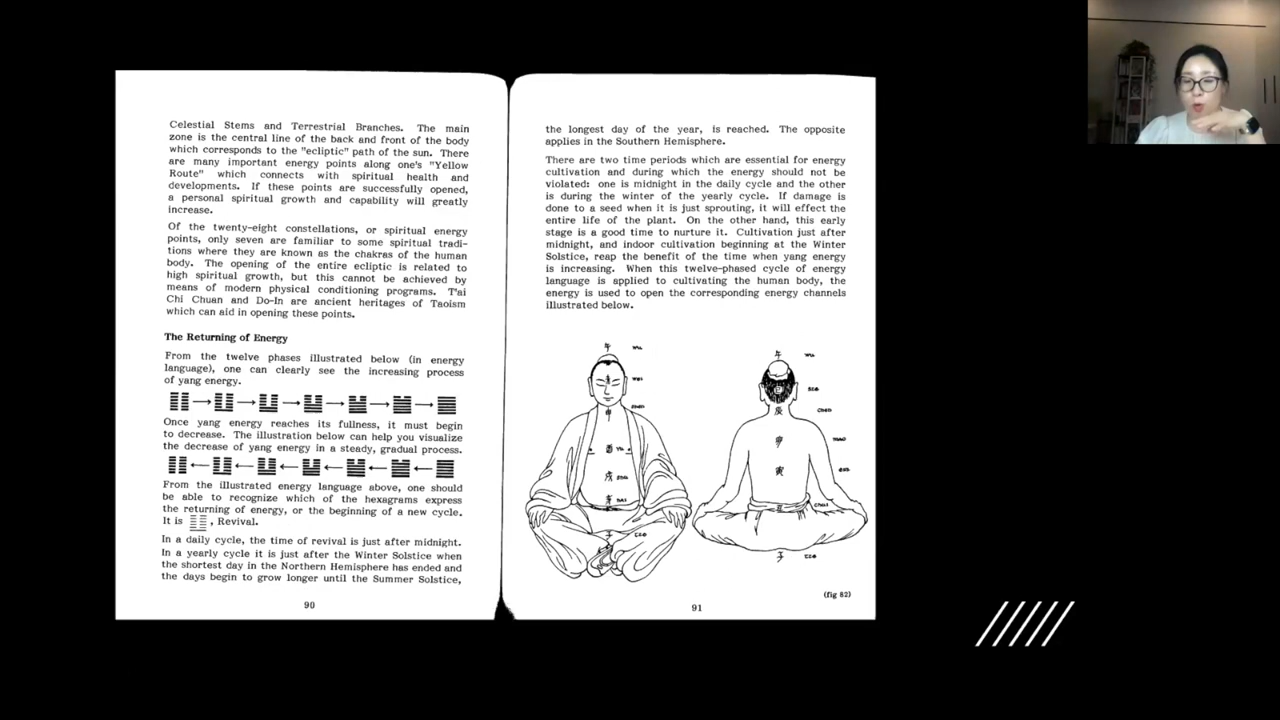 Celestial Stems and Terrestrial Branches. The main
zone is the central line of the back and front of the body
which corresponds to the "ecliptic" path of the sun. There
are many important energy points along one's "Yellow
Route" which connects with spiritual health and
developments. If these points are successfully opened,
a personal spiritual growth and capability will greatly
increase.
Of the twenty-eight constellations, or spiritual energy
points, only seven are familiar to some spiritual tradi-
tions where they are known as the chakras of the human
body. The opening of the entire ecliptic is related to
high spiritual growth, but this cannot be achieved by
means of modern physical conditioning programs. T'ai
Chi Chuan and Do-In are ancient heritages of Taoism
which can aid in opening these points.
The Returning of Energy
From the twelve phases illustrated below (in energy
language), one can clearly see the increasing process
of yang energy.
Once yang energy reaches its fullness, it must begin
to decrease. The illustration below can help you visualize
the decrease of yang energy in a steady, gradual process.
From the illustrated energy language above, one should
be able to recognize which of the hexagrams express
the returning of energy, or the beginning of a new cycle.
It is , Revival.
In a daily cycle, the time of revival is just after midnight.
In a yearly cycle it is just after the Winter Solstice when
the shortest day in the Northern Hemisphere has ended and
the days begin to grow longer until the Summer Solstice,
90
the longest day of the year, is reached. The opposite
applies in the Southern Hemisphere.
There are two time periods which are essential for energy
cultivation and during which the energy should not be
violated: one is midnight in the daily cycle and the other
is during the winter of the yearly cycle. If damage is
done to a seed when it is just sprouting, it will effect the
entire life of the plant. On the other hand, this early
stage is a good time to nurture it. Cultivation just after
midnight, and indoor cultivation beginning at the Winter
Solstice, reap the benefit of the time when yang energy
is increasing. When this twelve-phased cycle of energy
language is applied to cultivating the human body, the
energy is used to open the corresponding energy channels
illustrated below.
午 wu
wei
申 shen
酉 yu
戌
子 tze
午 wu
辰 chen
卯 mao
寅
子 tze
(fig 82)
91